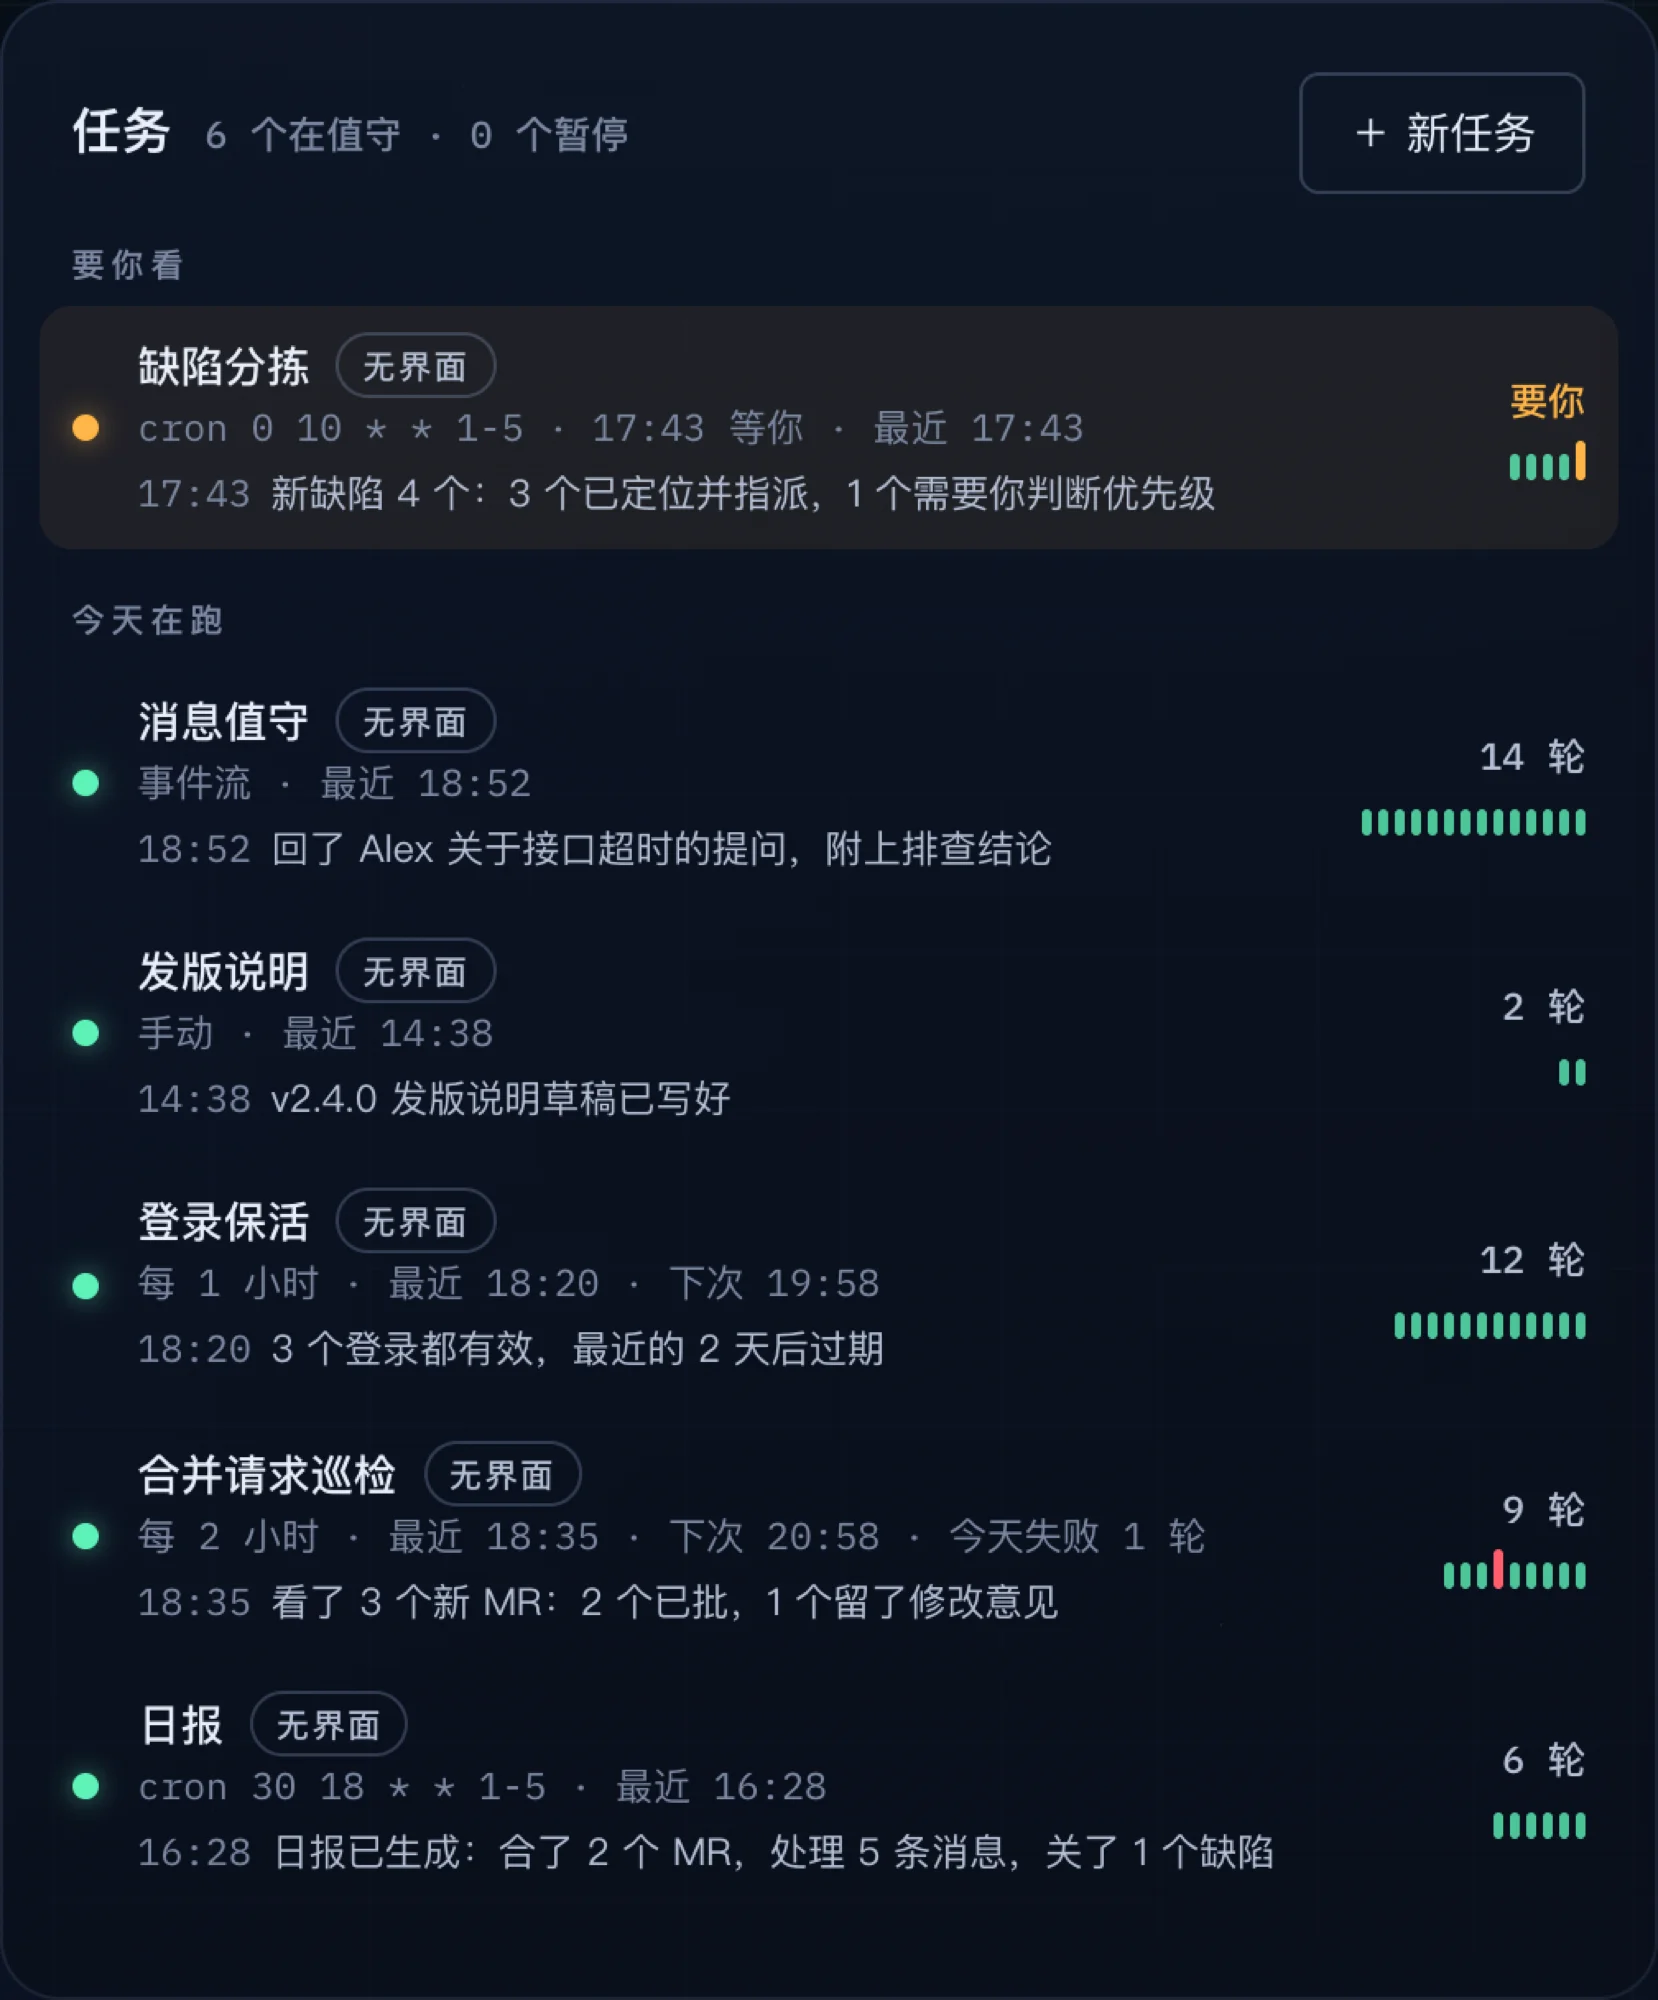 任务 6 个在值守 · 0 个暂停
+ 新任务
要你看
缺陷分拣 无界面
cron 0 10 * * 1-5 · 17:43 等你 · 最近 17:43
17:43 新缺陷 4 个：3 个已定位并指派，1 个需要你判断优先级
要你
今天在跑
消息值守 无界面
事件流 · 最近 18:52
18:52 回了 Alex 关于接口超时的提问，附上排查结论
14 轮
发版说明 无界面
手动 · 最近 14:38
14:38 v2.4.0 发版说明草稿已写好
2 轮
登录保活 无界面
每 1 小时 · 最近 18:20 · 下次 19:58
18:20 3 个登录都有效，最近的 2 天后过期
12 轮
合并请求巡检 无界面
每 2 小时 · 最近 18:35 · 下次 20:58 · 今天失败 1 轮
18:35 看了 3 个新 MR：2 个已批，1 个留了修改意见
9 轮
日报 无界面
cron 30 18 * * 1-5 · 最近 16:28
16:28 日报已生成：合了 2 个 MR，处理 5 条消息，关了 1 个缺陷
6 轮